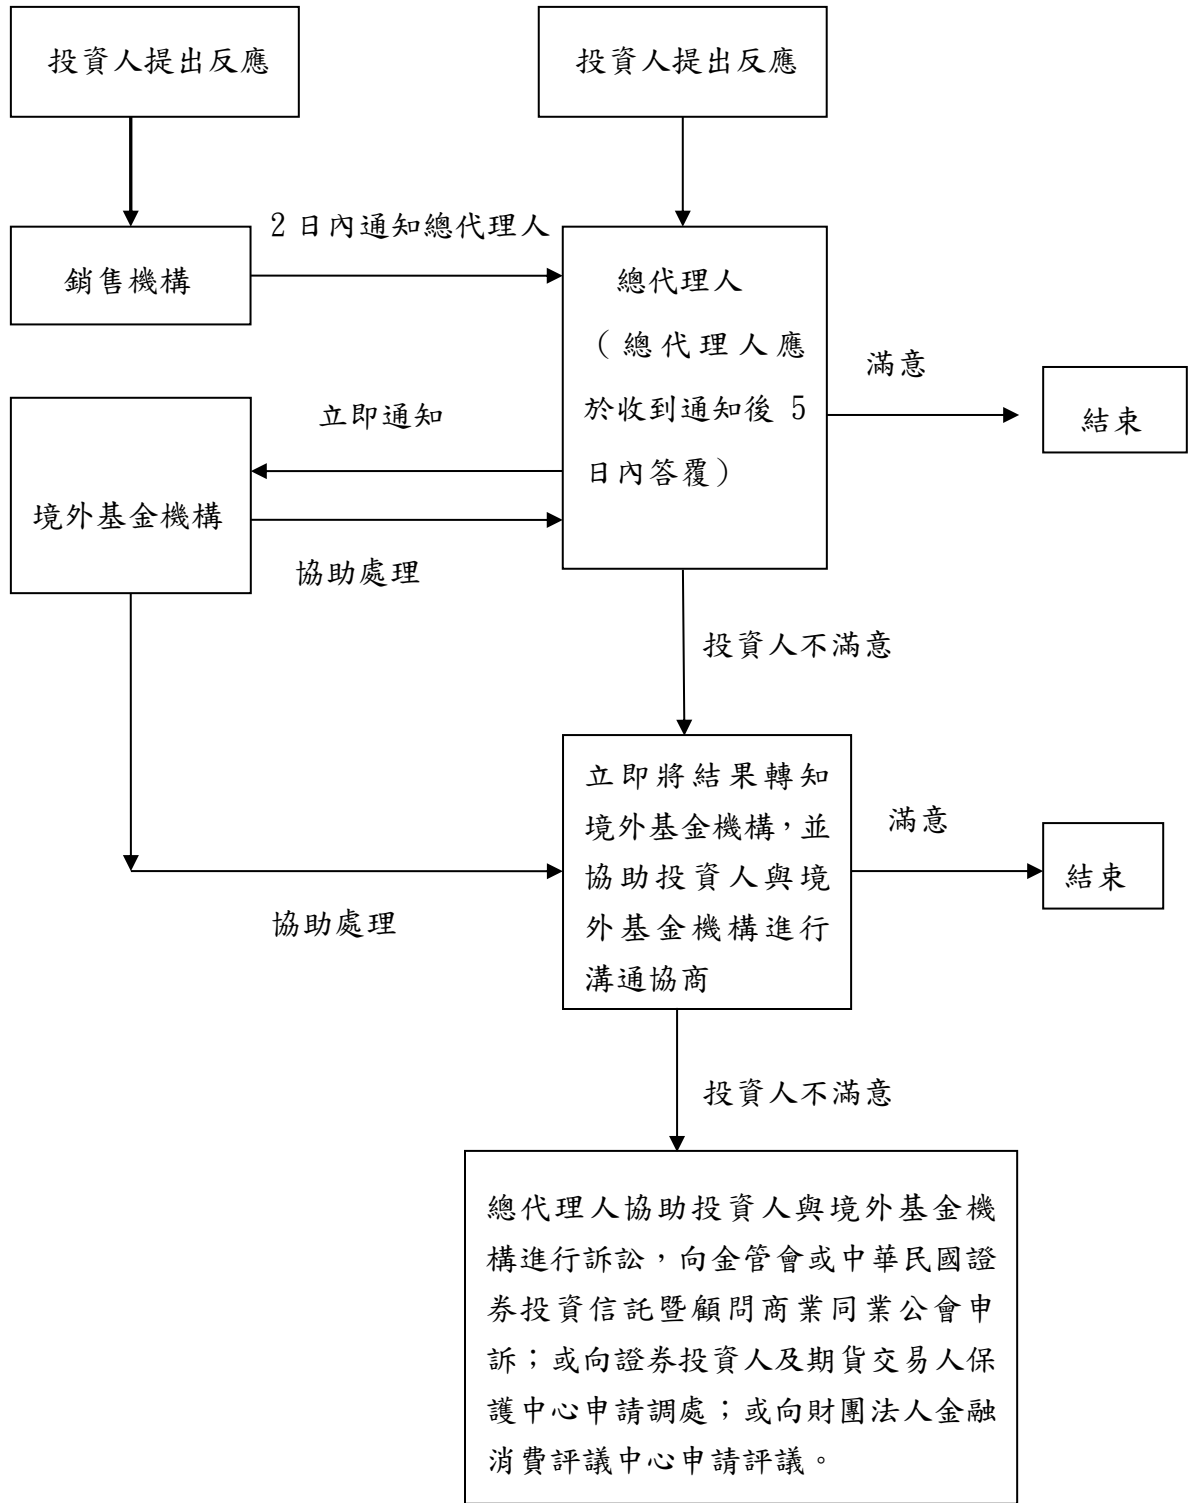 投資人提出反應
投資人提出反應
2日內通知總代理人
銷售機構
總代理人
（總代理人應
於收到通知後 5
日內答覆）
滿意
結束
立即通知
境外基金機構
協助處理
投資人不滿意
立即將結果轉知
境外基金機構，並
協助投資人與境
外基金機構進行
溝通協商
滿意
結束
協助處理
投資人不滿意
總代理人協助投資人與境外基金機
構進行訴訟，向金管會或中華民國證
券投資信託暨顧問商業同業公會申
訴；或向證券投資人及期貨交易人保
護中心申請調處；或向財團法人金融
消費評議中心申請評議。